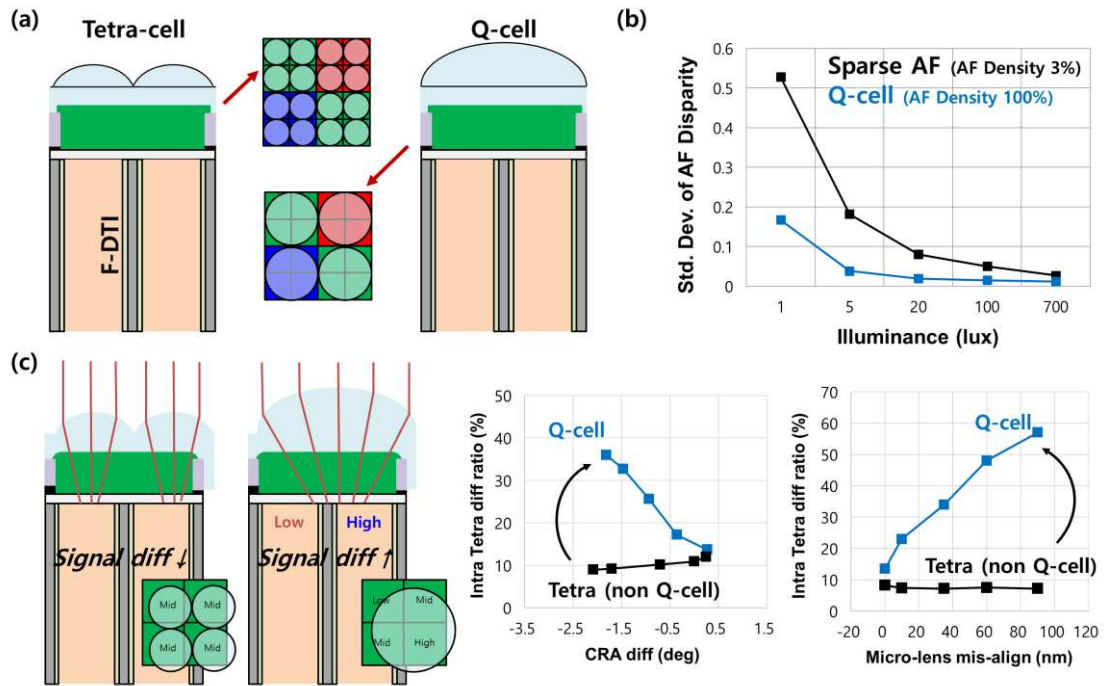 (a)
Tetra-cell
Q-cell
F-DTI
(b)
0.6
0.5
0.4
0.3
0.2
0.1
0
Std. Dev. of AF Disparity
Sparse AF (AF Density 3%)
Q-cell (AF Density 100%)
1 5 20 100 700
Illuminance (lux)
(c)
Signal diff ↓
Mid Mid
Mid Mid
Low High
Signal diff ↑
Low Mid
Mid High
50
40
30
20
10
0
Intra Tetra diff ratio (%)
Q-cell
Tetra (non Q-cell)
-3.5 -2.5 -1.5 -0.5 0.5 1.5
CRA diff (deg)
70
60
50
40
30
20
10
0
Intra Tetra diff ratio (%)
Q-cell
Tetra (non Q-cell)
-20 0 20 40 60 80 100 120
Micro-lens mis-align (nm)